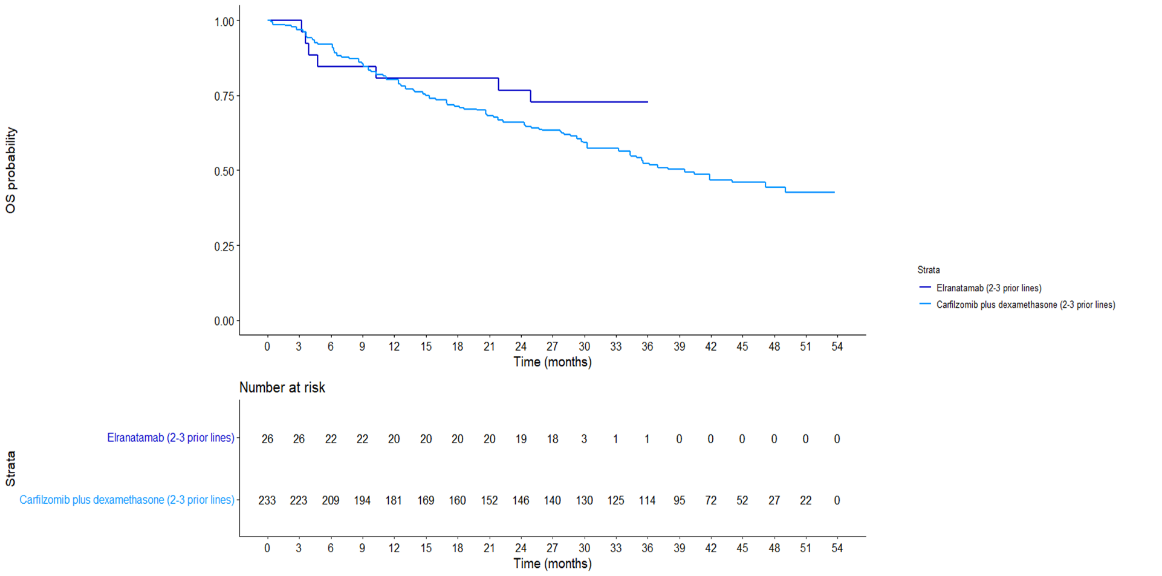 1.00
0.75
0.50
0.25
0.00
OS probability
0 3 6 9 12 15 18 21 24 27 30 33 36 39 42 45 48 51 54
Time (months)
Strata
Elranatamab (2-3 prior lines)
Carfilzomib plus dexamethasone (2-3 prior lines)
Number at risk
Strata
Elranatamab (2-3 prior lines) 26 26 22 22 20 20 20 20 19 18 3 1 1 0 0 0 0 0 0
Carfilzomib plus dexamethasone (2-3 prior lines) 233 223 209 194 181 169 160 152 146 140 130 125 114 95 72 52 27 22 0
0 3 6 9 12 15 18 21 24 27 30 33 36 39 42 45 48 51 54
Time (months)